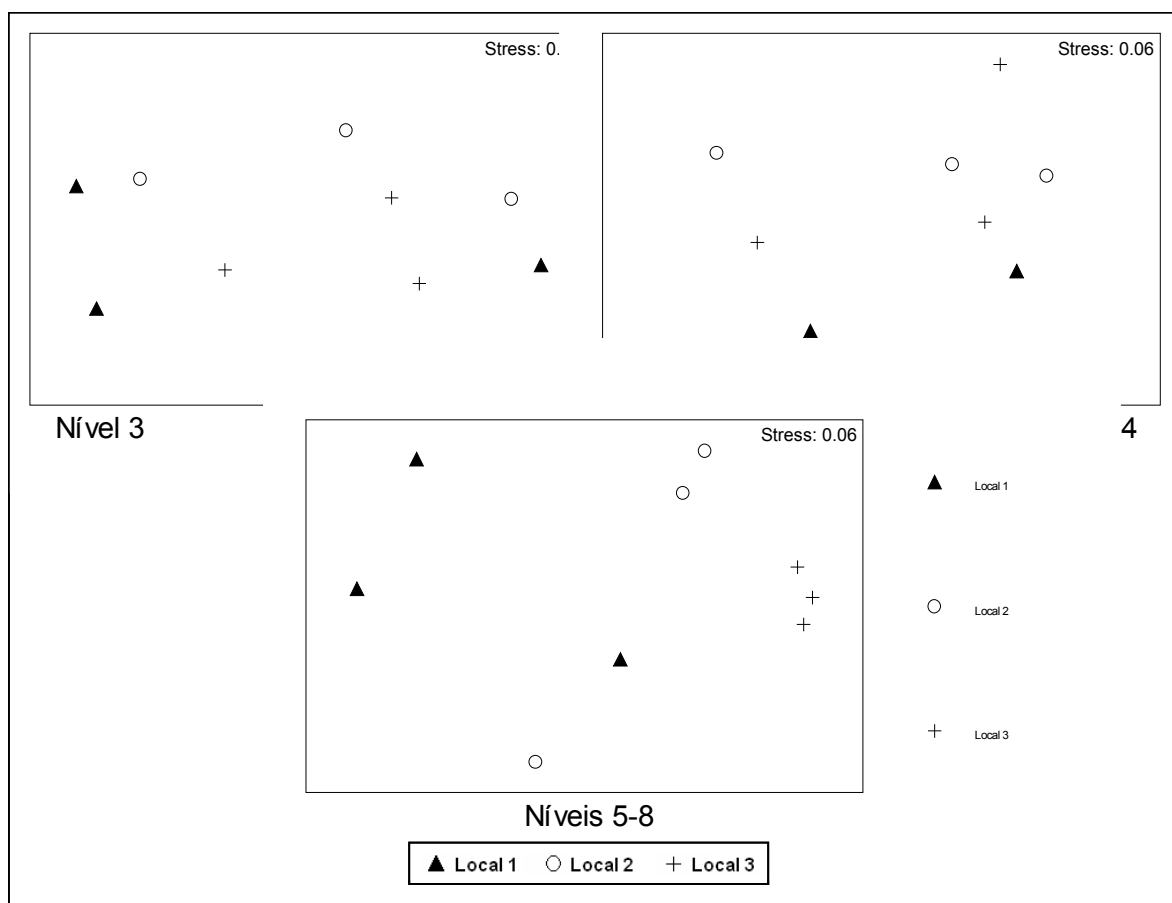 Stress: 0.
Stress: 0.06
Nível 3
4
Stress: 0.06
Local 1
Local 2
Local 3
Níveis 5-8
Local 1 Local 2 Local 3